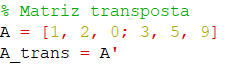 % Matriz transposta
A = [1, 2, 0; 3, 5, 9]
A_trans = A'